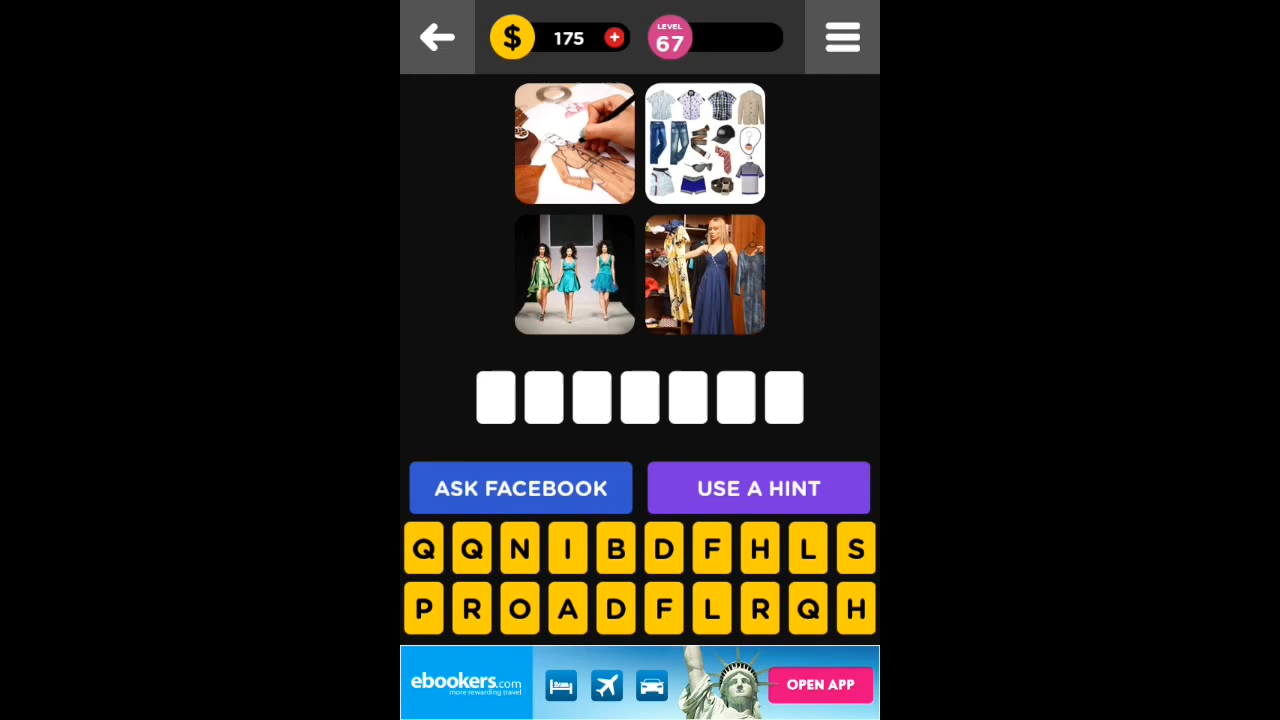 $ 175 +
LEVEL
67
ASK FACEBOOK USE A HINT
Q Q N I B D F H L S
P R O A D F L R Q H
ebookers.com
more rewarding travel
OPEN APP